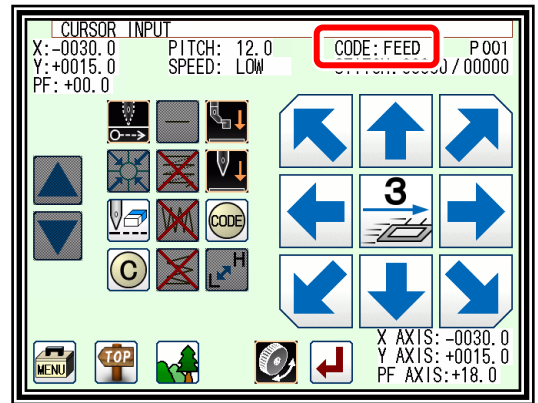 CURSOR INPUT
X:-0030.0 PITCH: 12.0 CODE:FEED P001
Y:+0015.0 SPEED: LOW / 00000
PF:+00.0
CODE
C
L H
3
MENU TOP
X AXIS:-0030.0
Y AXIS:+0015.0
PF AXIS:+18.0